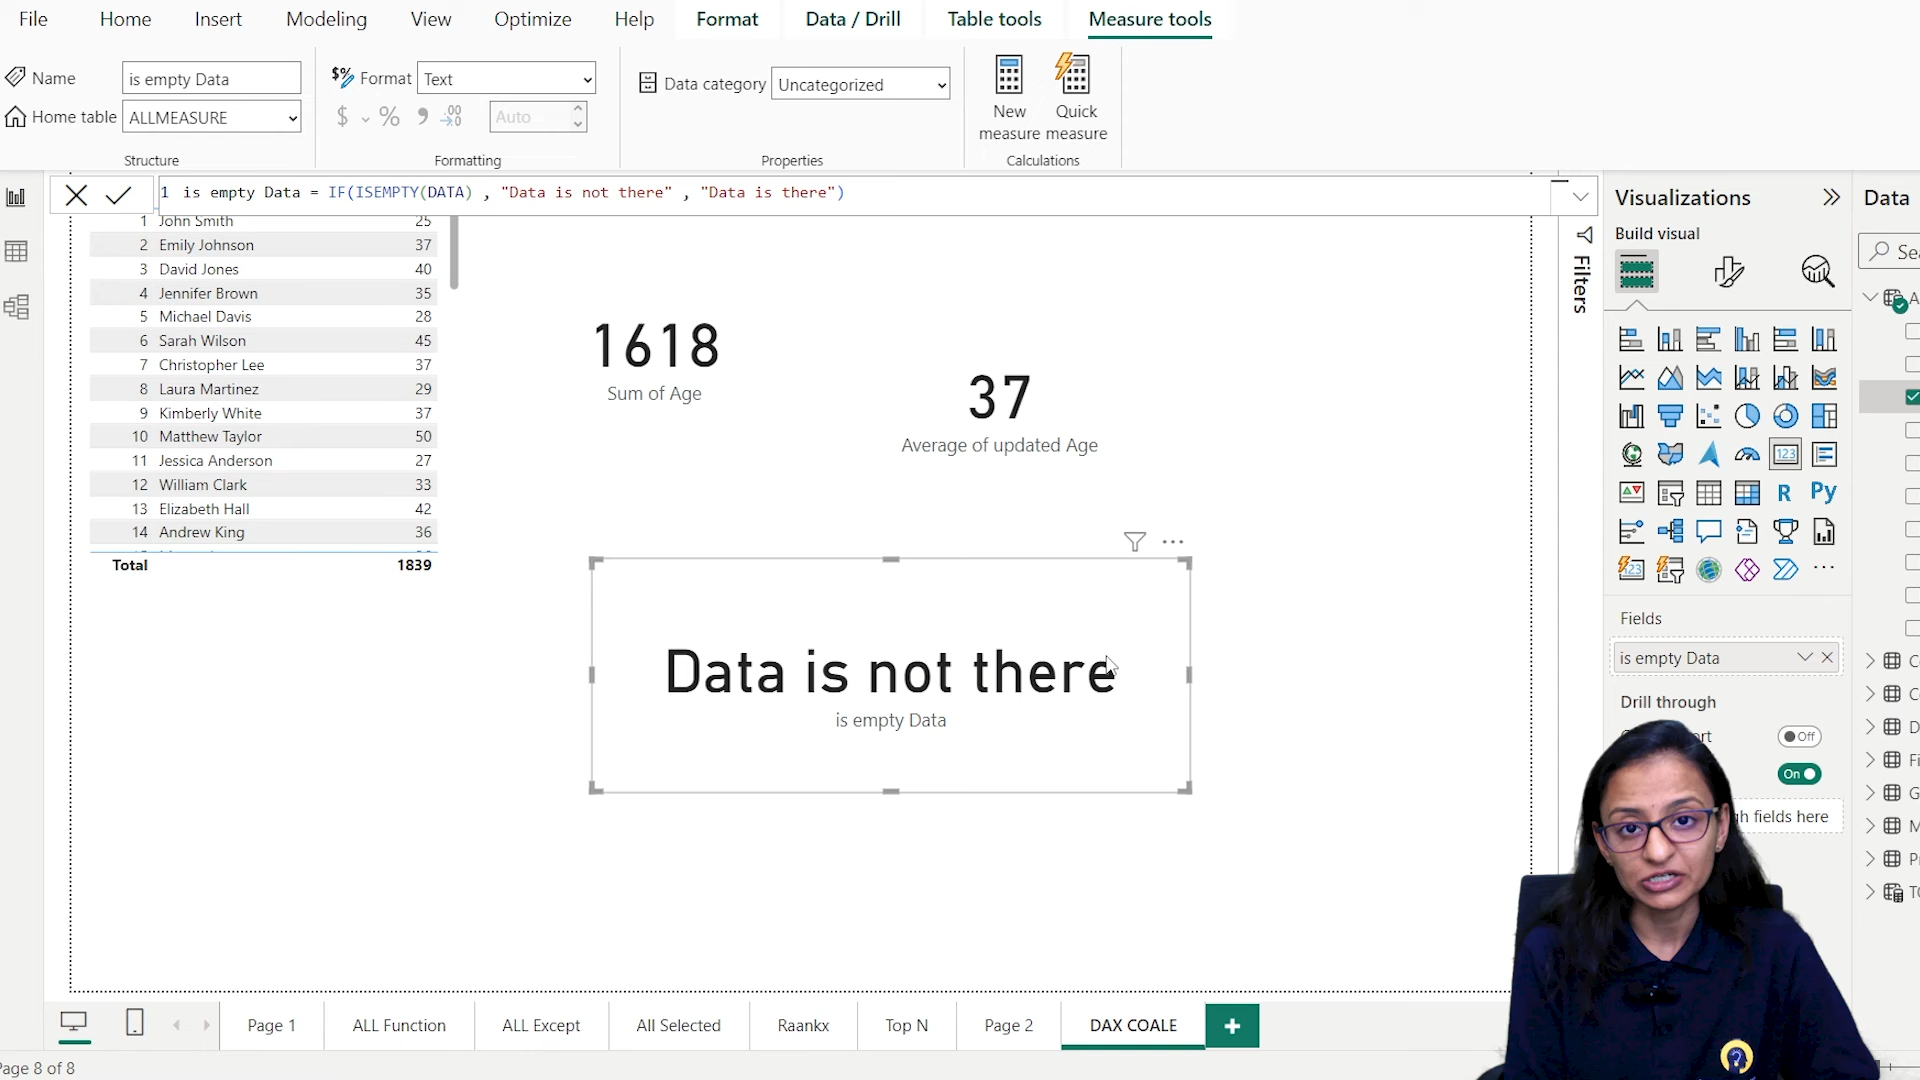 File Home Insert Modeling View Optimize Help Format Data / Drill Table tools Measure tools
Name is empty Data
Home table ALLMEASURE
Structure
$% Format Text
$ % 9 .00 Auto
Formatting
Data category Uncategorized
Properties
New measure
Quick measure
Calculations
1 is empty Data = IF(ISEMPTY(DATA) , "Data is not there" , "Data is there")
1 John Smith 25
2 Emily Johnson 37
3 David Jones 40
4 Jennifer Brown 35
5 Michael Davis 28
6 Sarah Wilson 45
7 Christopher Lee 37
8 Laura Martinez 29
9 Kimberly White 37
10 Matthew Taylor 50
11 Jessica Anderson 27
12 William Clark 33
13 Elizabeth Hall 42
14 Andrew King 36
Total 1839
1618
Sum of Age
37
Average of updated Age
Data is not there
is empty Data
Filters
Visualizations
Build visual
123
R Py
123
Fields
is empty Data
Drill through
Off
On
fields here
Data
Page 1 ALL Function ALL Except All Selected Raankx Top N Page 2 DAX COALE +
Page 8 of 8